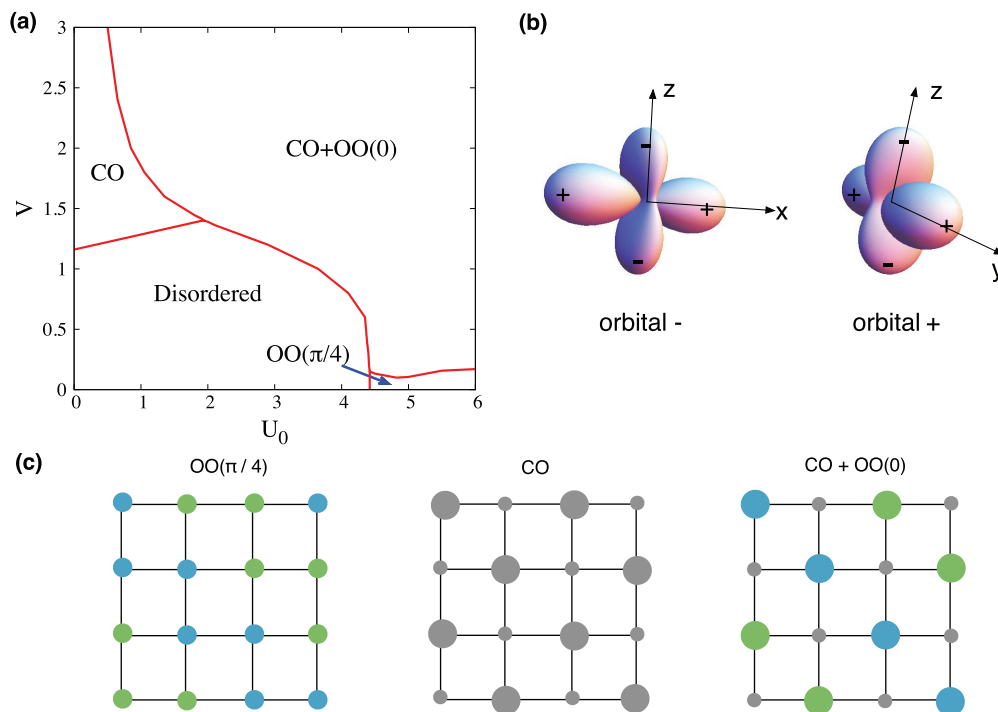 (a)
3
2.5
2
1.5
1
0.5
0
V
CO
CO+OO(0)
Disordered
OO(π/4)
0 1 2 3 4 5 6
U₀
(b)
z
-
+ + x
-
orbital -
z
-
+ +
-
y
orbital +
(c)
OO(π / 4)
CO
CO + OO(0)